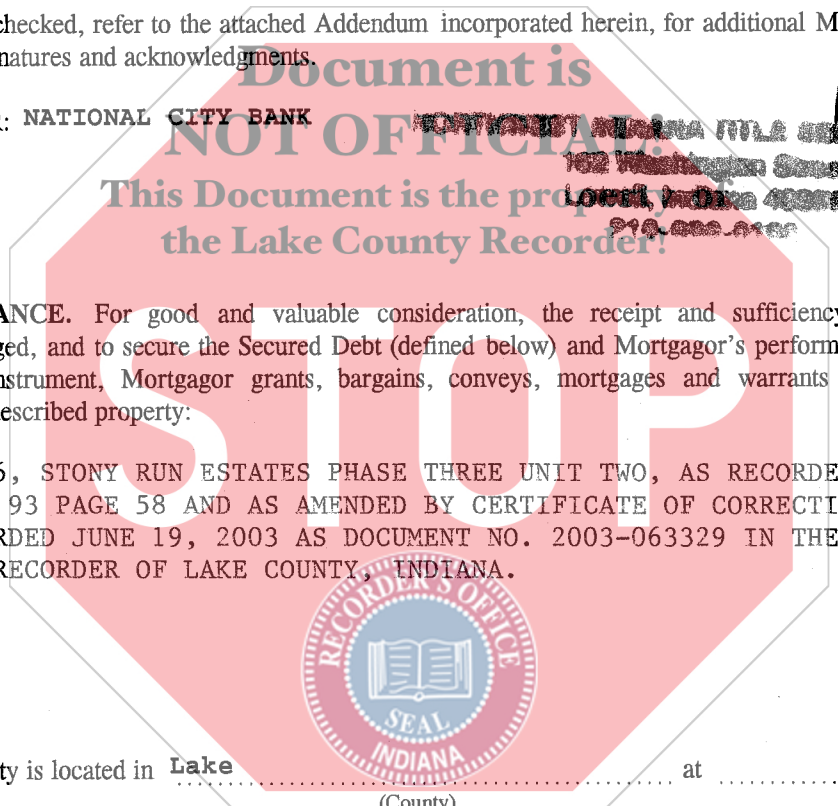 checked, refer to the attached Addendum incorporated herein, for additional M
natures and acknowledgments.
Document is
: NATIONAL CITY BANK
NOT OFFICIAL!
162 Washington
This Document is the property of
the Lake County Recorder!
ANCE. For good and valuable consideration, the receipt and sufficiency
ged, and to secure the Secured Debt (defined below) and Mortgagor's perform
nstrument, Mortgagor grants, bargains, conveys, mortgages and warrants
escribed property:
STOP
, STONY RUN ESTATES PHASE THREE UNIT TWO, AS RECORDE
93 PAGE 58 AND AS AMENDED BY CERTIFICATE OF CORRECTI
RDED JUNE 19, 2003 AS DOCUMENT NO. 2003-063329 IN THE
RECORDER OF LAKE COUNTY, INDIANA.
RECORDER'S OFFICE
SEAL
INDIANA
ty is located in Lake at
(County)